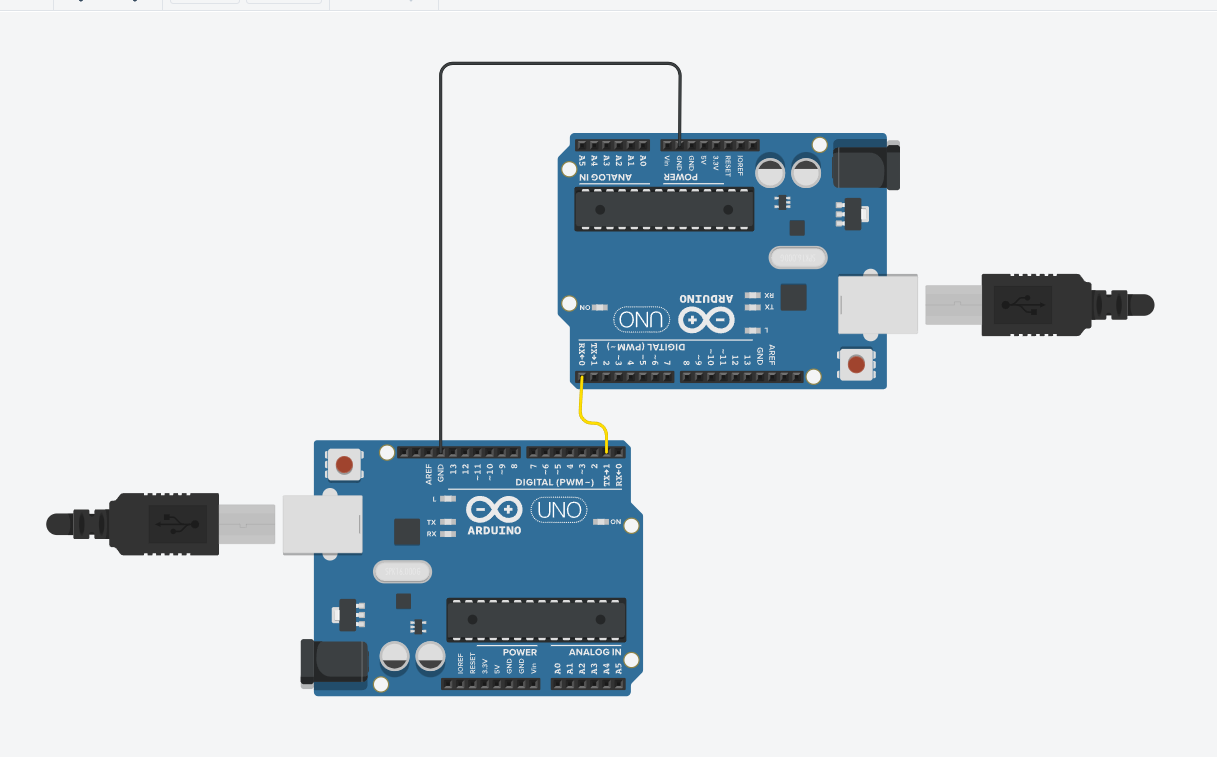 A5 A4 A3 A2 A1 A0
Vin GND GND 5V 3.3V RESET IOREF
ANALOG IN
POWER
RX
TX
L
ON
ARDUINO
UNO
DIGITAL (PWM~)
RX←0 TX→1 2 ~3 4 ~5 ~6 7
8 ~9 ~10 ~11 12 13 GND AREF
AREF GND 13 12 ~11 ~10 ~9 8
7 ~6 ~5 4 ~3 2 TX→1 RX←0
DIGITAL (PWM~)
L
TX
RX
ARDUINO
UNO
ON
POWER
ANALOG IN
IOREF RESET 3.3V 5V GND GND Vin
A0 A1 A2 A3 A4 A5